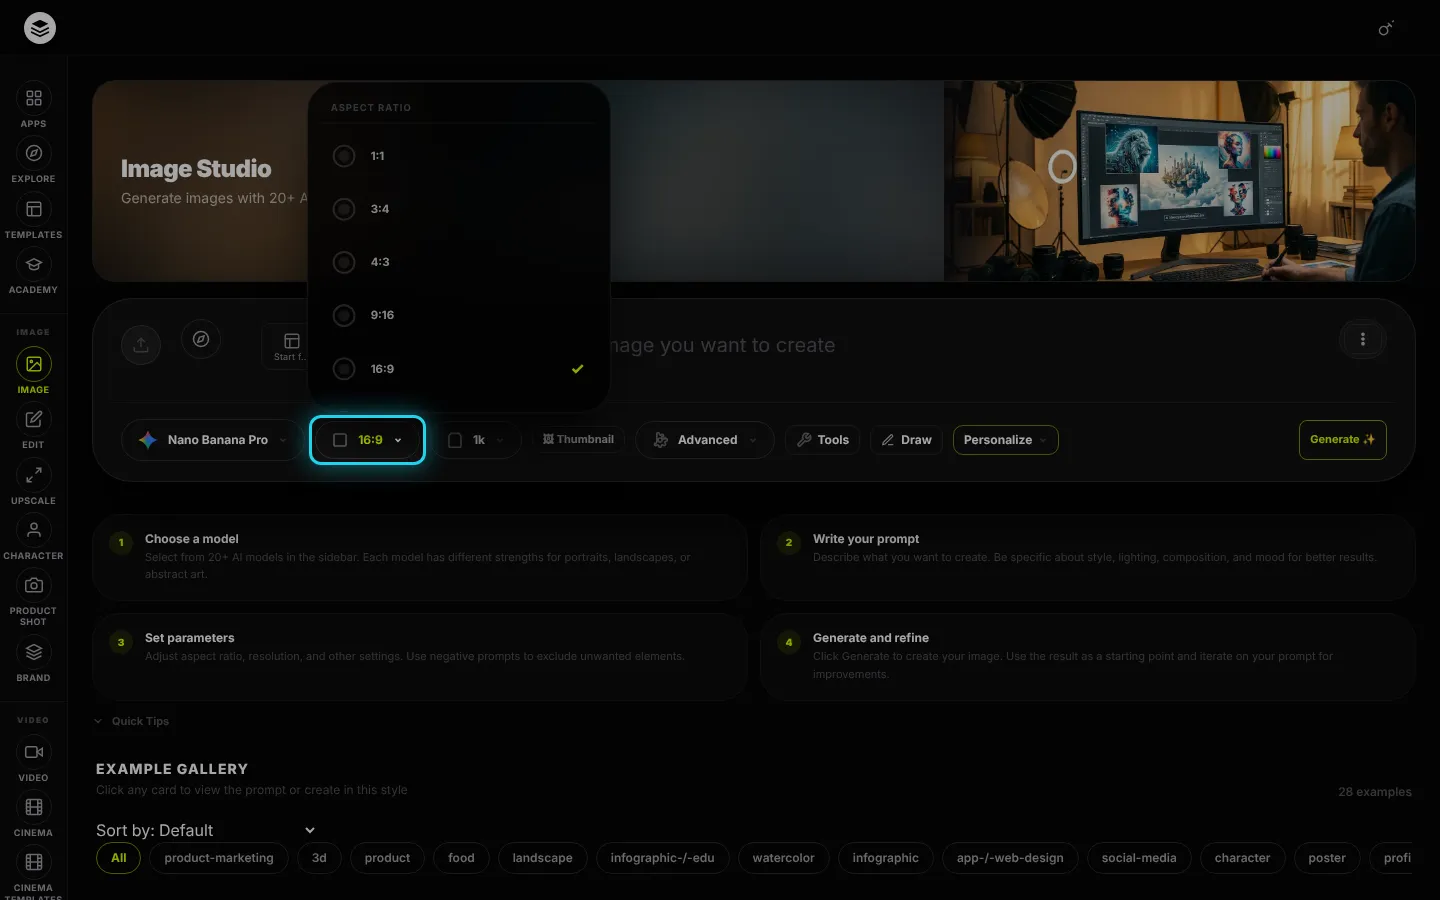 APPS
EXPLORE
TEMPLATES
ACADEMY
IMAGE
IMAGE
EDIT
UPSCALE
CHARACTER
PRODUCT
SHOT
BRAND
VIDEO
VIDEO
CINEMA
CINEMA
TEMPLATES
Image Studio
Generate images with 20+ A
ASPECT RATIO
1:1
3:4
4:3
9:16
16:9
Start f...
mage you want to create
Nano Banana Pro
16:9
1k
Thumbnail
Advanced
Tools
Draw
Personalize
Generate ✨
1
Choose a model
Select from 20+ AI models in the sidebar. Each model has different strengths for portraits, landscapes, or
abstract art.
2
Write your prompt
Describe what you want to create. Be specific about style, lighting, composition, and mood for better results.
3
Set parameters
Adjust aspect ratio, resolution, and other settings. Use negative prompts to exclude unwanted elements.
4
Generate and refine
Click Generate to create your image. Use the result as a starting point and iterate on your prompt for
improvements.
Quick Tips
EXAMPLE GALLERY
Click any card to view the prompt or create in this style
28 examples
Sort by: Default
All
product-marketing
3d
product
food
landscape
infographic-/-edu
watercolor
infographic
app-/-web-design
social-media
character
poster
profi